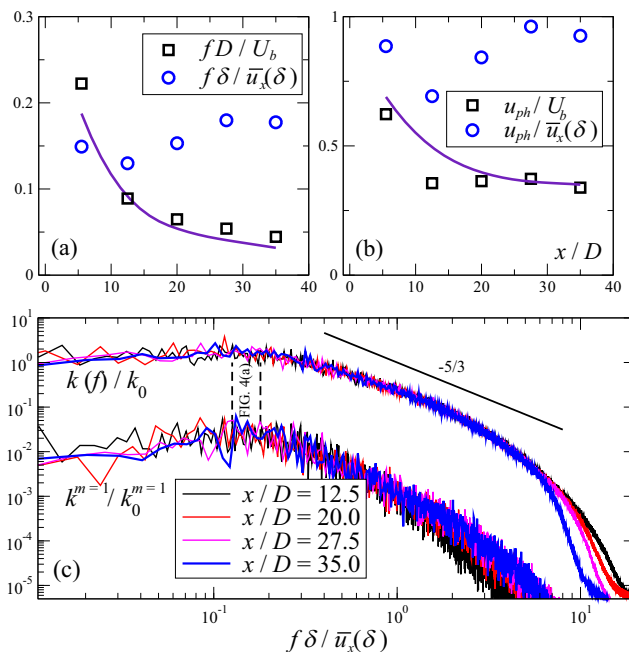 0.3
0.2
0.1
0
0 10 20 30 40
f D / U_b
f δ / u̅_x(δ)
(a)
1
0.5
0
0 10 20 30 40
u_ph / U_b
u_ph / u̅_x(δ)
(b)
x / D
10^1
10^0
10^-1
10^-2
10^-3
10^-4
10^-5
k (f) / k_0
k^{m=1} / k_0^{m=1}
FIG. 4(a)
-5/3
x / D = 12.5
x / D = 20.0
x / D = 27.5
x / D = 35.0
(c)
10^-1 10^0 10^1
f δ / u̅_x(δ)